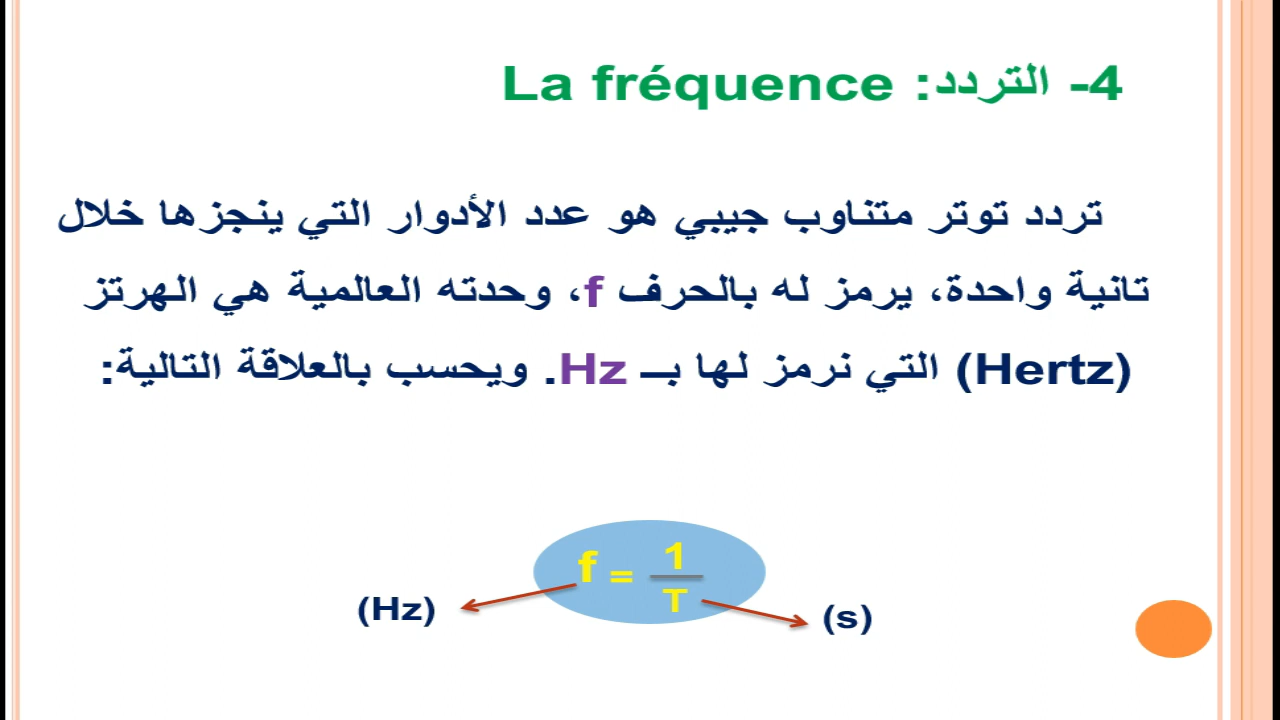 4- التردد: La fréquence
تردد توتر متناوب جيبي هو عدد الأدوار التي ينجزها خلال
تانية واحدة، يرمز له بالحرف f، وحدته العالمية هي الهرتز
(Hertz) التي نرمز لها بـ Hz. ويحسب بالعلاقة التالية:
f = 1/T
(Hz)
(s)